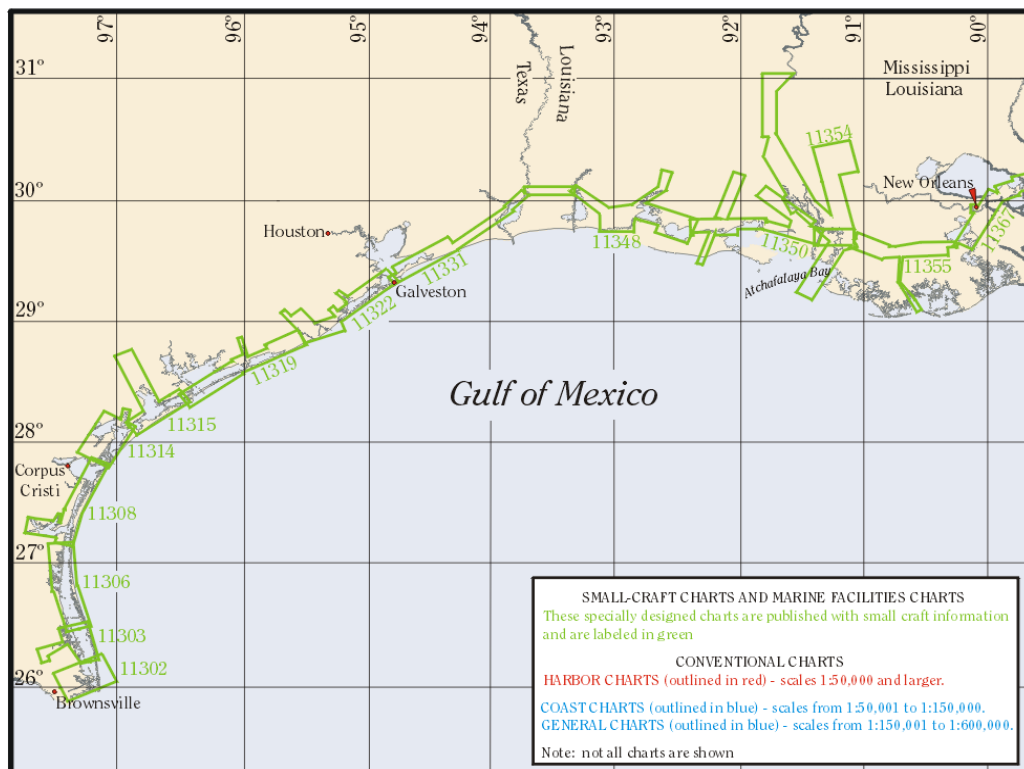 97°
96°
95°
94°
93°
92°
91°
90°
31°
Texas
Louisiana
Mississippi
Louisiana
11354
30°
New Orleans
Houston
11367
11348
11350
11355
11331
Atchafalaya Bay
Galveston
29°
11322
11319
Gulf of Mexico
11315
28°
11314
Corpus
Cristi
11308
27°
11306
11303
11302
26°
Brownsville
SMALL-CRAFT CHARTS AND MARINE FACILITIES CHARTS
These specially designed charts are published with small craft information
and are labeled in green
CONVENTIONAL CHARTS
HARBOR CHARTS (outlined in red) - scales 1:50,000 and larger.
COAST CHARTS (outlined in blue) - scales from 1:50,001 to 1:150,000.
GENERAL CHARTS (outlined in blue) - scales from 1:150,001 to 1:600,000.
Note: not all charts are shown